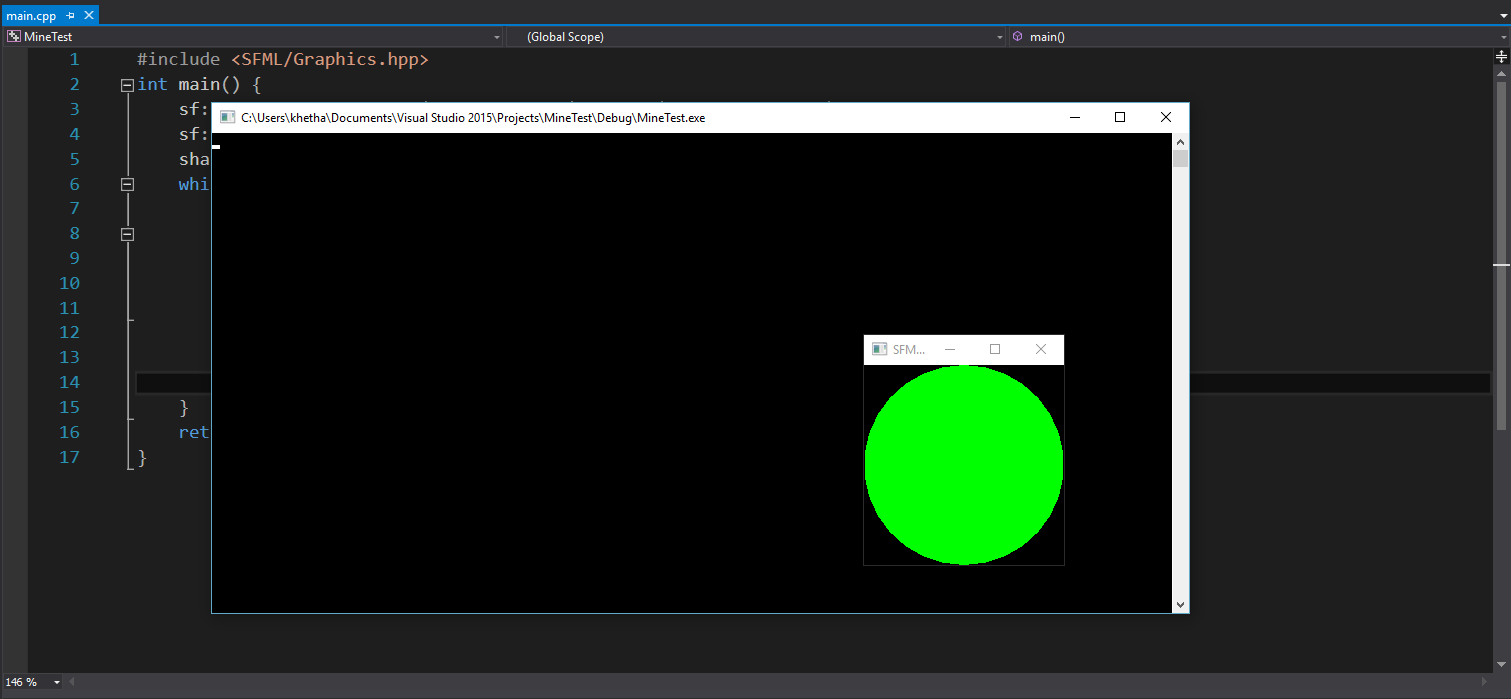 main.cpp
MineTest (Global Scope) main()
1 #include <SFML/Graphics.hpp>
2 int main() {
3 sf:
4 sf:
5 sha
6 whi
7
8
9
10
11
12
13
14
15 }
16 ret
17 }
C:\Users\khetha\Documents\Visual Studio 2015\Projects\MineTest\Debug\MineTest.exe
SFM...
146 %